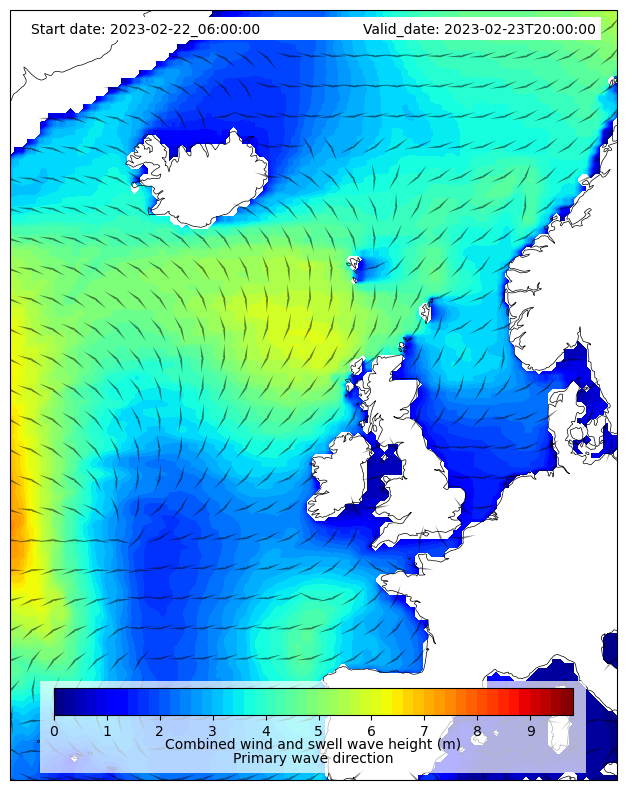 Start date: 2023-02-22_06:00:00 Valid_date: 2023-02-23T20:00:00
0 1 2 3 4 5 6 7 8 9
Combined wind and swell wave height (m)
Primary wave direction